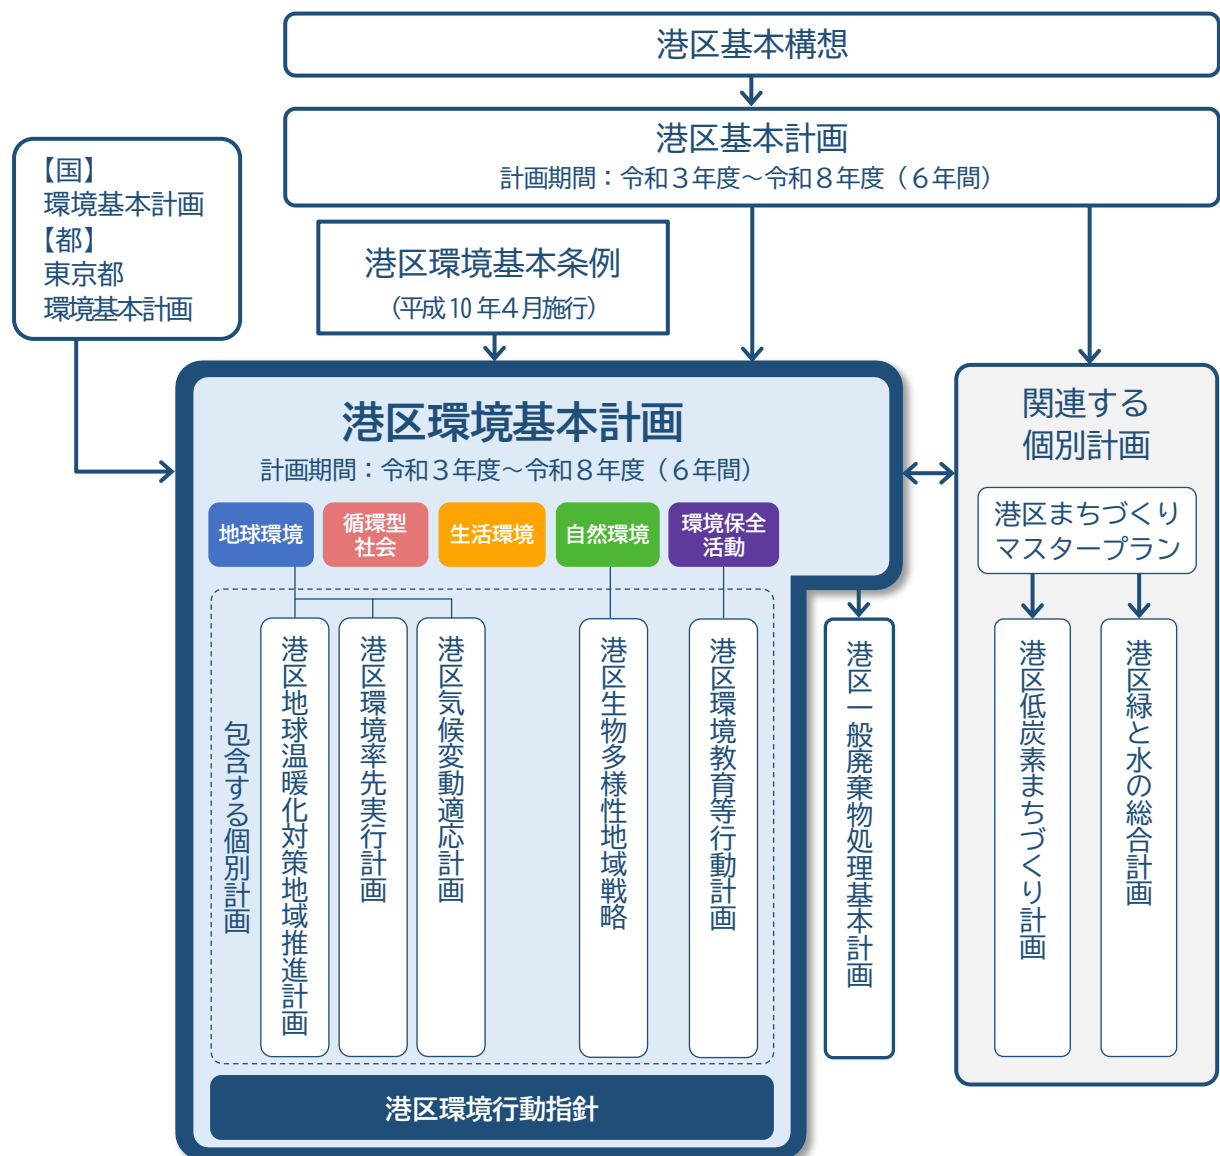 港区基本構想
港区基本計画
計画期間：令和３年度～令和８年度（６年間）
【国】
環境基本計画
【都】
東京都
環境基本計画
港区環境基本条例
（平成10年４月施行）
港区環境基本計画
計画期間：令和３年度～令和８年度（６年間）
地球環境
循環型
社会
生活環境
自然環境
環境保全
活動
包含する個別計画
港区地球温暖化対策地域推進計画
港区環境率先実行計画
港区気候変動適応計画
港区生物多様性地域戦略
港区環境教育等行動計画
港区環境行動指針
港区一般廃棄物処理基本計画
関連する
個別計画
港区まちづくり
マスタープラン
港区低炭素まちづくり計画
港区緑と水の総合計画